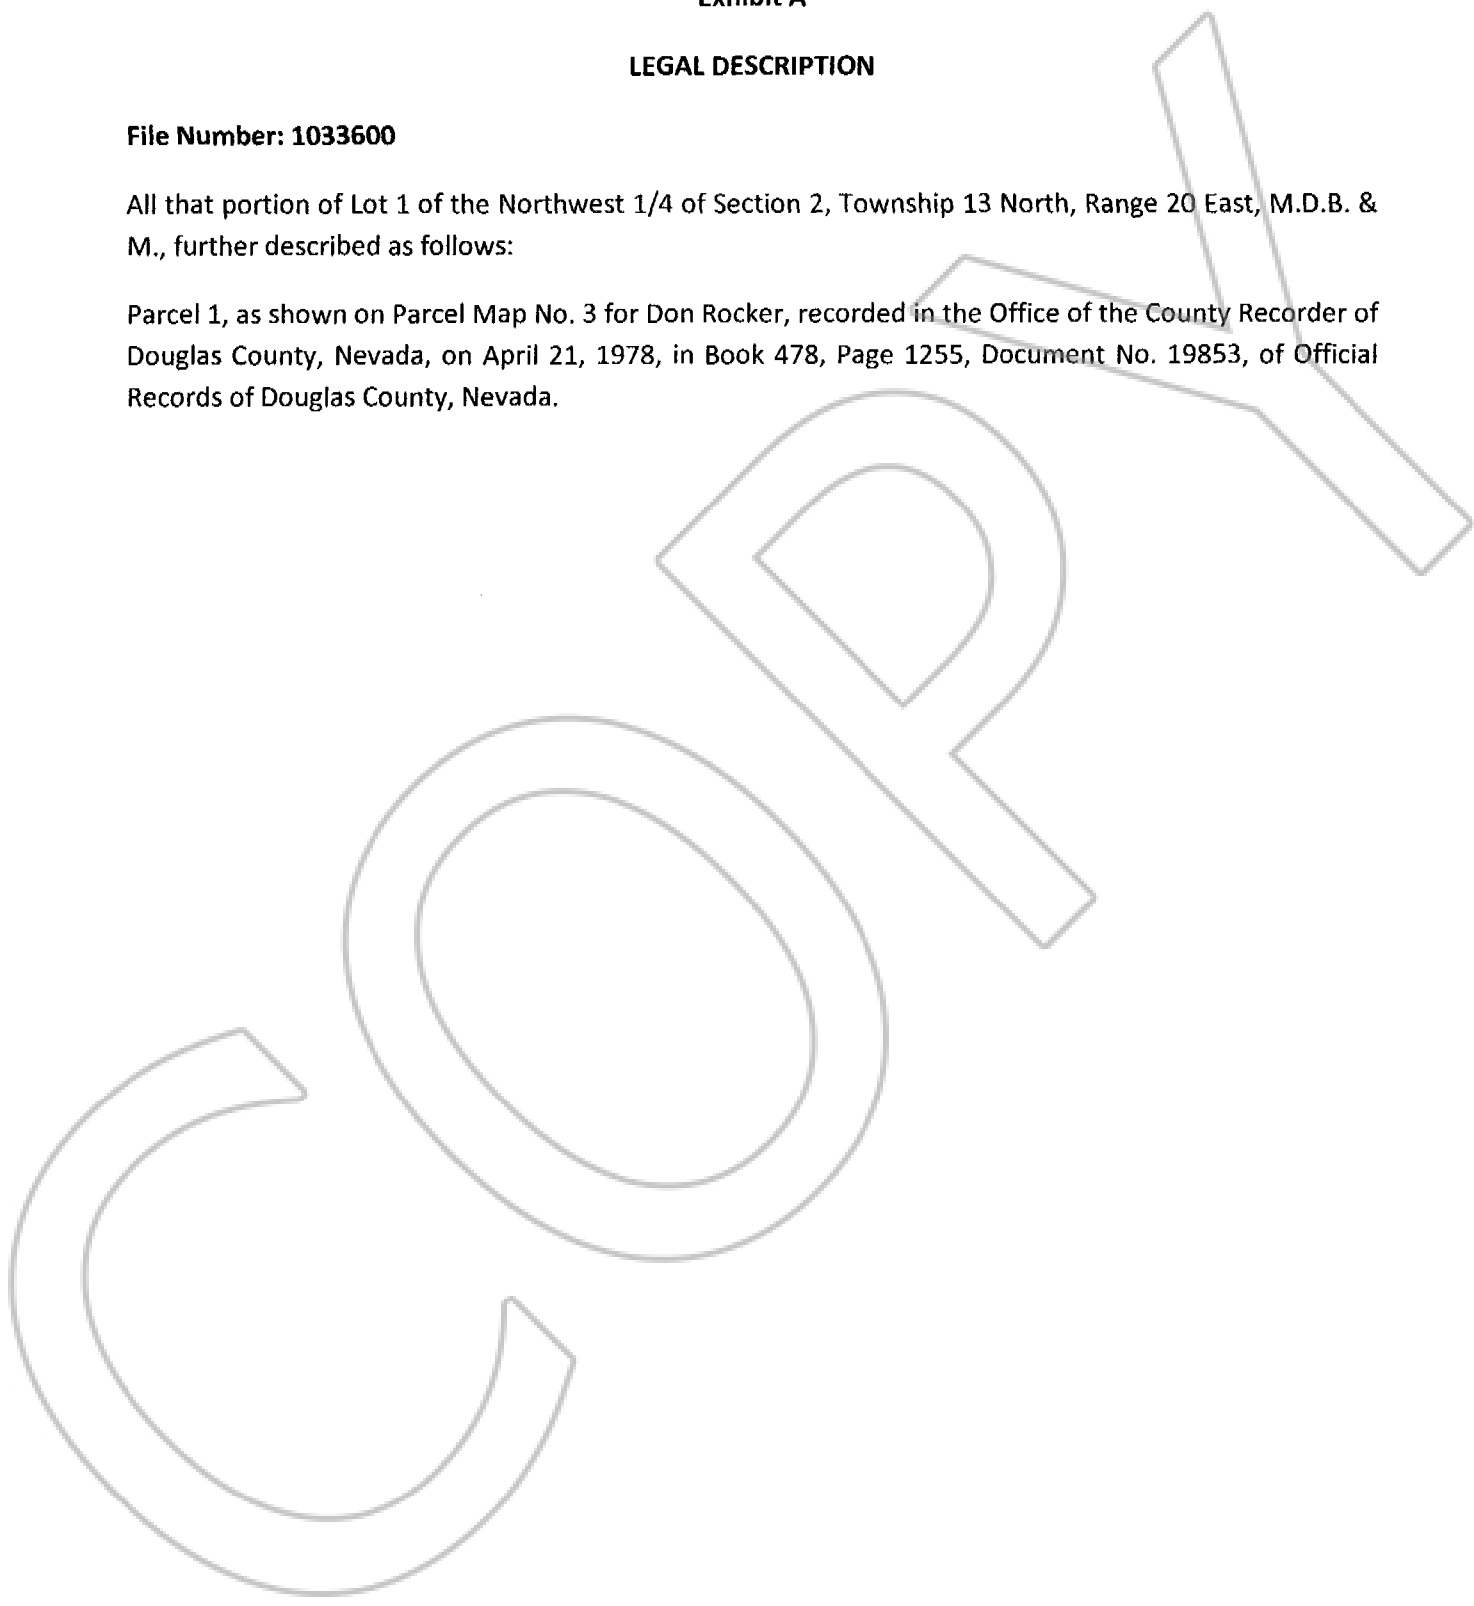 Exhibit A
LEGAL DESCRIPTION
File Number: 1033600
All that portion of Lot 1 of the Northwest 1/4 of Section 2, Township 13 North, Range 20 East, M.D.B. &
M., further described as follows:
Parcel 1, as shown on Parcel Map No. 3 for Don Rocker, recorded in the Office of the County Recorder of
Douglas County, Nevada, on April 21, 1978, in Book 478, Page 1255, Document No. 19853, of Official
Records of Douglas County, Nevada.
COPY